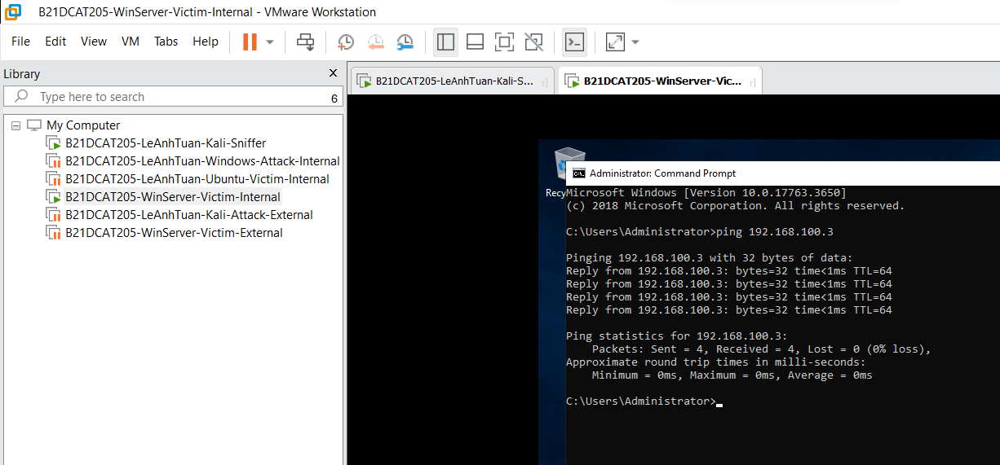 B21DCAT205-WinServer-Victim-Internal - VMware Workstation
File Edit View VM Tabs Help
Library
Type here to search 6
My Computer
B21DCAT205-LeAnhTuan-Kali-Sniffer
B21DCAT205-LeAnhTuan-Windows-Attack-Internal
B21DCAT205-LeAnhTuan-Ubuntu-Victim-Internal
B21DCAT205-WinServer-Victim-Internal
B21DCAT205-LeAnhTuan-Kali-Attack-External
B21DCAT205-WinServer-Victim-External
B21DCAT205-LeAnhTuan-Kali-S... B21DCAT205-WinServer-Vic...
Recy
Administrator: Command Prompt
Microsoft Windows [Version 10.0.17763.3650]
(c) 2018 Microsoft Corporation. All rights reserved.
C:\Users\Administrator>ping 192.168.100.3
Pinging 192.168.100.3 with 32 bytes of data:
Reply from 192.168.100.3: bytes=32 time<1ms TTL=64
Reply from 192.168.100.3: bytes=32 time<1ms TTL=64
Reply from 192.168.100.3: bytes=32 time<1ms TTL=64
Reply from 192.168.100.3: bytes=32 time<1ms TTL=64
Ping statistics for 192.168.100.3:
Packets: Sent = 4, Received = 4, Lost = 0 (0% loss),
Approximate round trip times in milli-seconds:
Minimum = 0ms, Maximum = 0ms, Average = 0ms
C:\Users\Administrator>